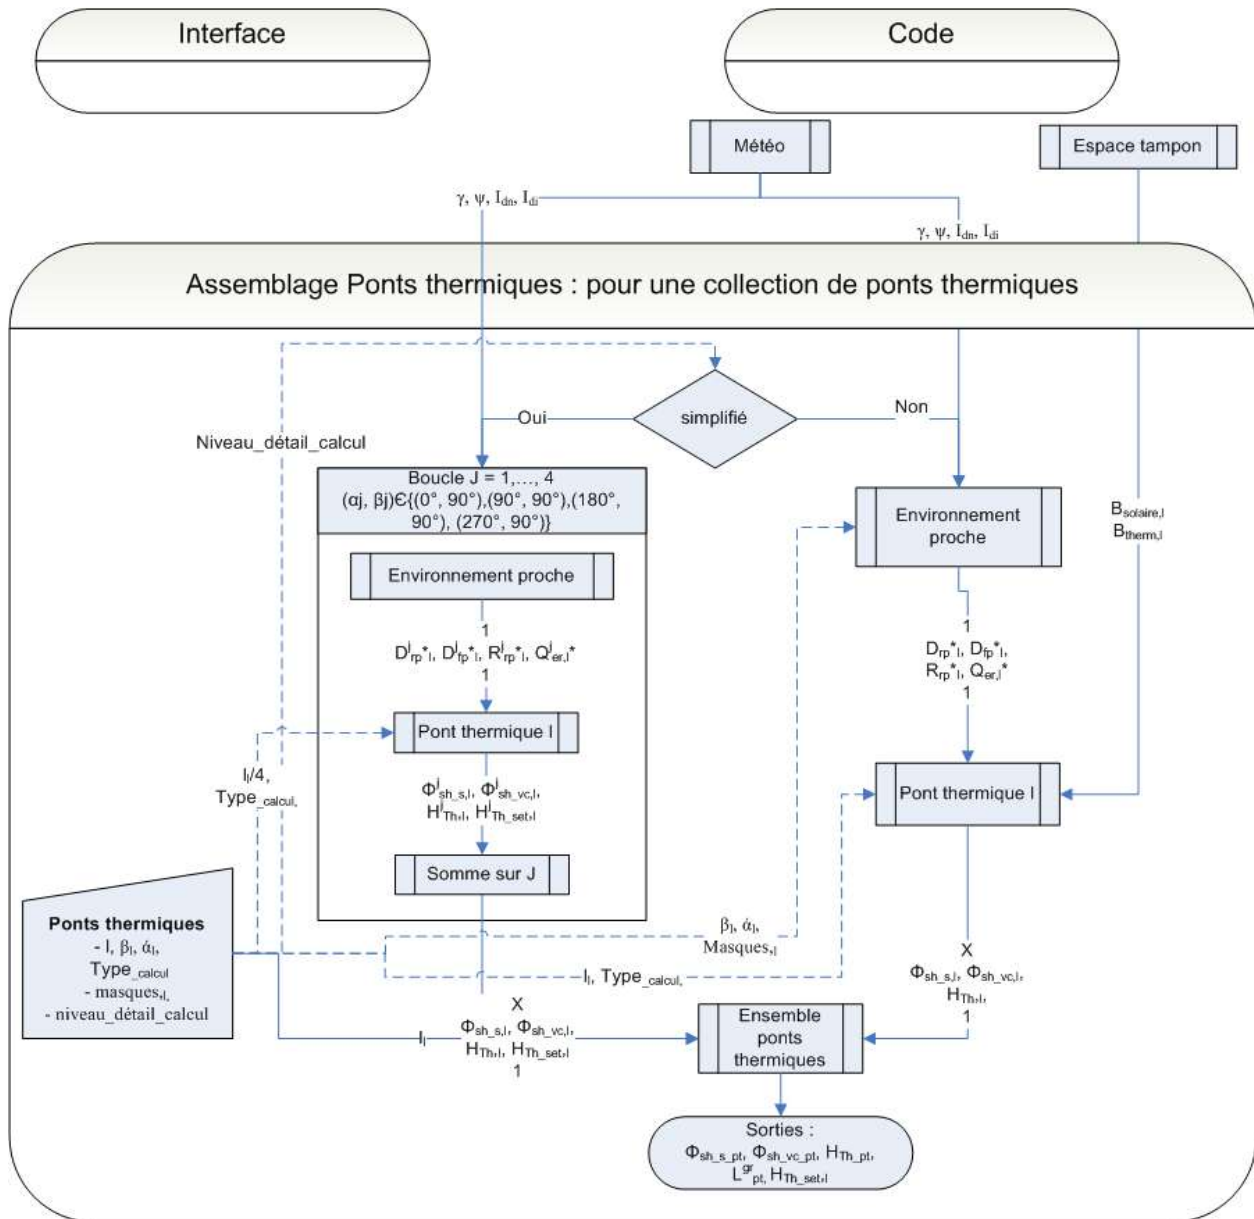 Interface
Code
Météo
Espace tampon
γ, ψ, I_dn, I_di
γ, ψ, I_dn, I_di
Assemblage Ponts thermiques : pour une collection de ponts thermiques
simplifié
Oui
Non
Niveau_détail_calcul
Boucle J = 1,…, 4
(αj, βj)Є{(0°, 90°),(90°, 90°),(180°,
90°), (270°, 90°)}
Environnement proche
1
D^j_rp*_l, D^j_fp*_l, R^j_rp*_l, Q^j_er,l*
1
Pont thermique l
Φ^j_sh_s,l, Φ^j_sh_vc,l,
H^j_Th,l, H^j_Th_set,l
Somme sur J
Environnement
proche
B_solaire,l
B_therm,l
1
D_rp*_l, D_fp*_l,
R_rp*_l, Q_er,l*
1
Pont thermique l
l_l/4,
Type_calcul,
Ponts thermiques
- l, β_l, ά_l,
Type_calcul
- masques,_l,
- niveau_détail_calcul
β_l, ά_l,
Masques,_l
l_l, Type_calcul,
X
Φ_sh_s,l, Φ_sh_vc,l,
H_Th,l,
1
l_l
X
Φ_sh_s,l, Φ_sh_vc,l,
H_Th,l, H_Th_set,l
1
Ensemble
ponts
thermiques
Sorties :
Φ_sh_s_pt, Φ_sh_vc_pt, H_Th_pt,
L^gr_pt, H_Th_set,l